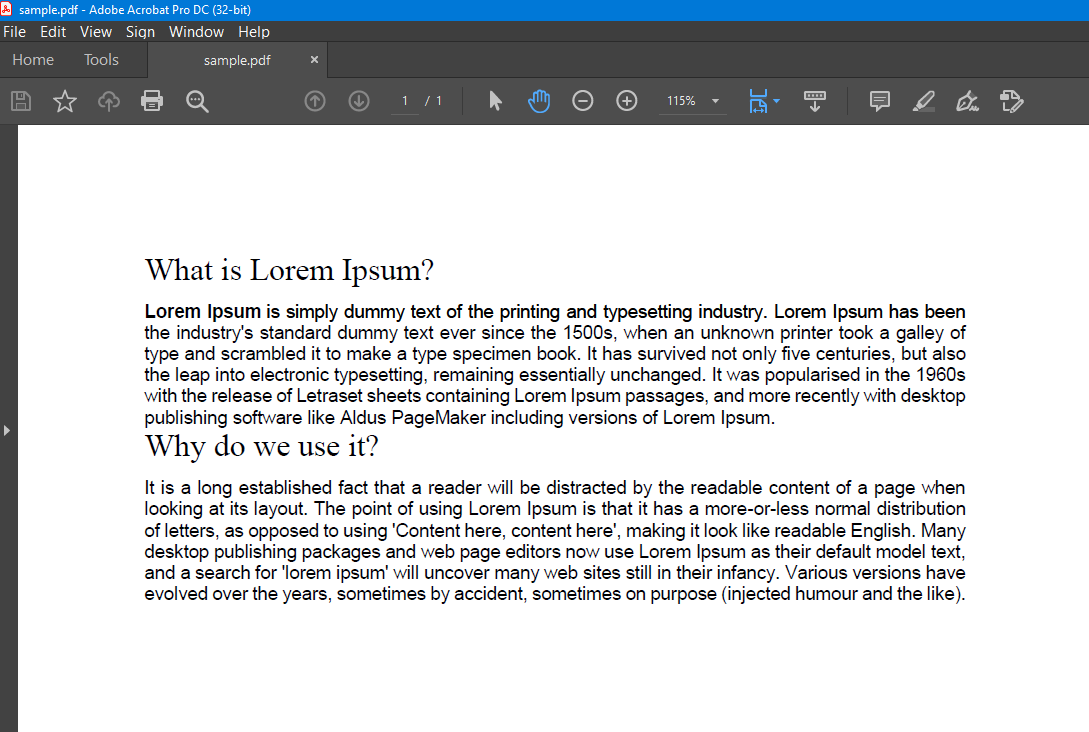 sample.pdf - Adobe Acrobat Pro DC (32-bit)
File Edit View Sign Window Help
Home Tools sample.pdf ×
1 / 1 115%
What is Lorem Ipsum?
Lorem Ipsum is simply dummy text of the printing and typesetting industry. Lorem Ipsum has been
the industry's standard dummy text ever since the 1500s, when an unknown printer took a galley of
type and scrambled it to make a type specimen book. It has survived not only five centuries, but also
the leap into electronic typesetting, remaining essentially unchanged. It was popularised in the 1960s
with the release of Letraset sheets containing Lorem Ipsum passages, and more recently with desktop
publishing software like Aldus PageMaker including versions of Lorem Ipsum.
Why do we use it?
It is a long established fact that a reader will be distracted by the readable content of a page when
looking at its layout. The point of using Lorem Ipsum is that it has a more-or-less normal distribution
of letters, as opposed to using 'Content here, content here', making it look like readable English. Many
desktop publishing packages and web page editors now use Lorem Ipsum as their default model text,
and a search for 'lorem ipsum' will uncover many web sites still in their infancy. Various versions have
evolved over the years, sometimes by accident, sometimes on purpose (injected humour and the like).